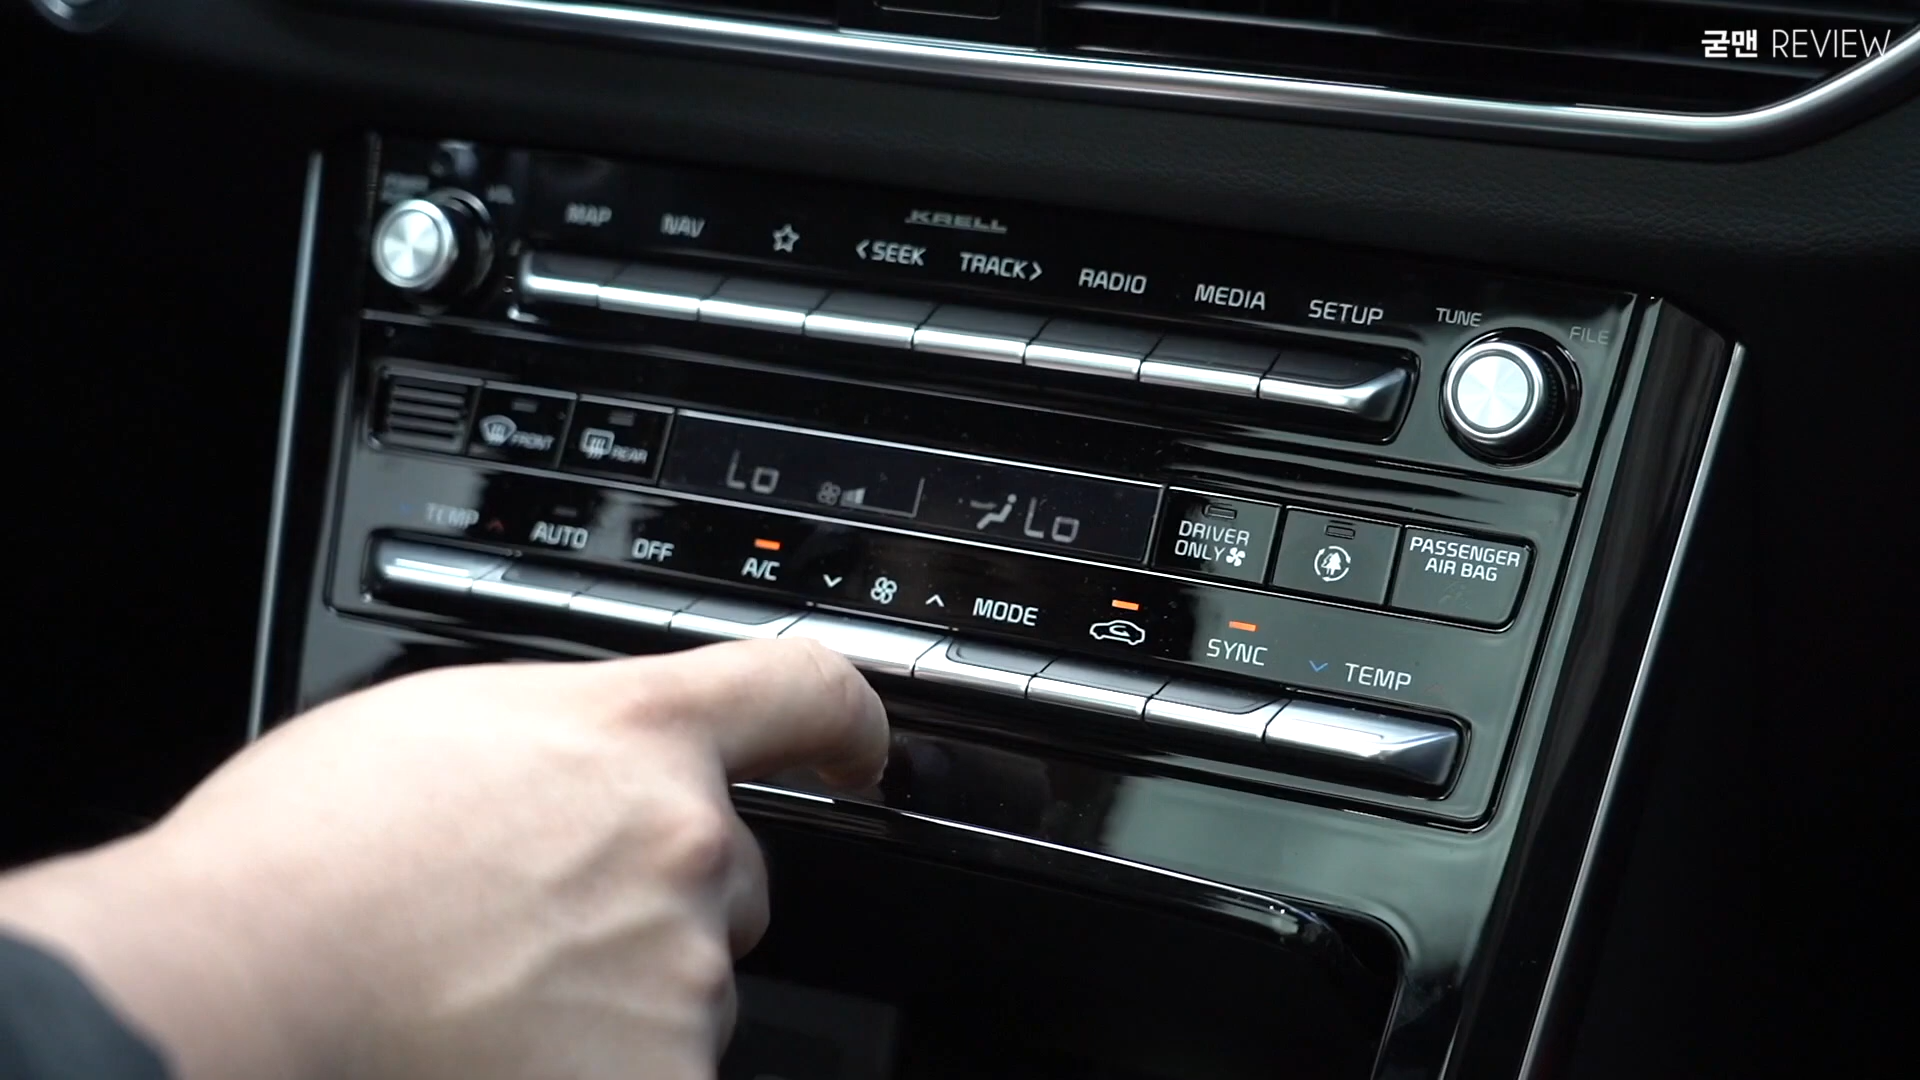 굳맨 REVIEW
KRELL
MAP NAV <SEEK TRACK> RADIO MEDIA SETUP TUNE FILE
FRONT REAR Lo Lo DRIVER ONLY PASSENGER AIR BAG
TEMP AUTO OFF A/C MODE SYNC TEMP